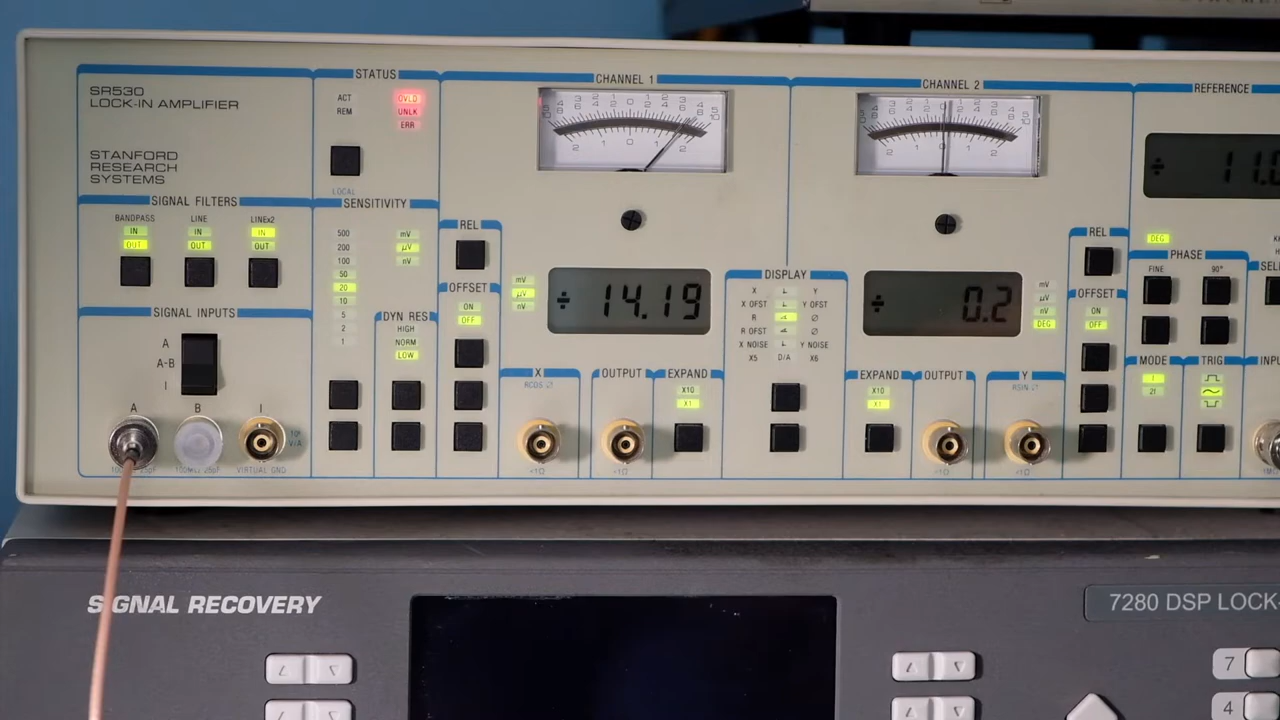 SR530
LOCK-IN AMPLIFIER
STANFORD
RESEARCH
SYSTEMS
STATUS
ACT
REM
OVLD
UNLK
ERR
LOCAL
SIGNAL FILTERS
BANDPASS
IN
OUT
LINE
IN
OUT
LINEx2
IN
OUT
SENSITIVITY
500
200
100
50
20
10
5
2
1
mV
µV
nV
DYN RES
HIGH
NORM
LOW
SIGNAL INPUTS
A
A-B
I
A
B
I
VIRTUAL GND
CHANNEL 1
REL
OFFSET
ON
OFF
mV
µV
nV
14.19
X
OUTPUT
EXPAND
X10
X1
<1Ω
<1Ω
DISPLAY
X
Y
X OFST
Y OFST
R
Ø
R OFST
Ø
X NOISE
Y NOISE
X5
D/A
X6
CHANNEL 2
0.2
mV
µV
nV
DEG
EXPAND
X10
X1
OUTPUT
Y
<1Ω
<1Ω
REL
OFFSET
ON
OFF
REFERENCE
11.
DEG
PHASE
FINE
90°
MODE
TRIG
SIGNAL RECOVERY
7280 DSP LOCK-
7
4